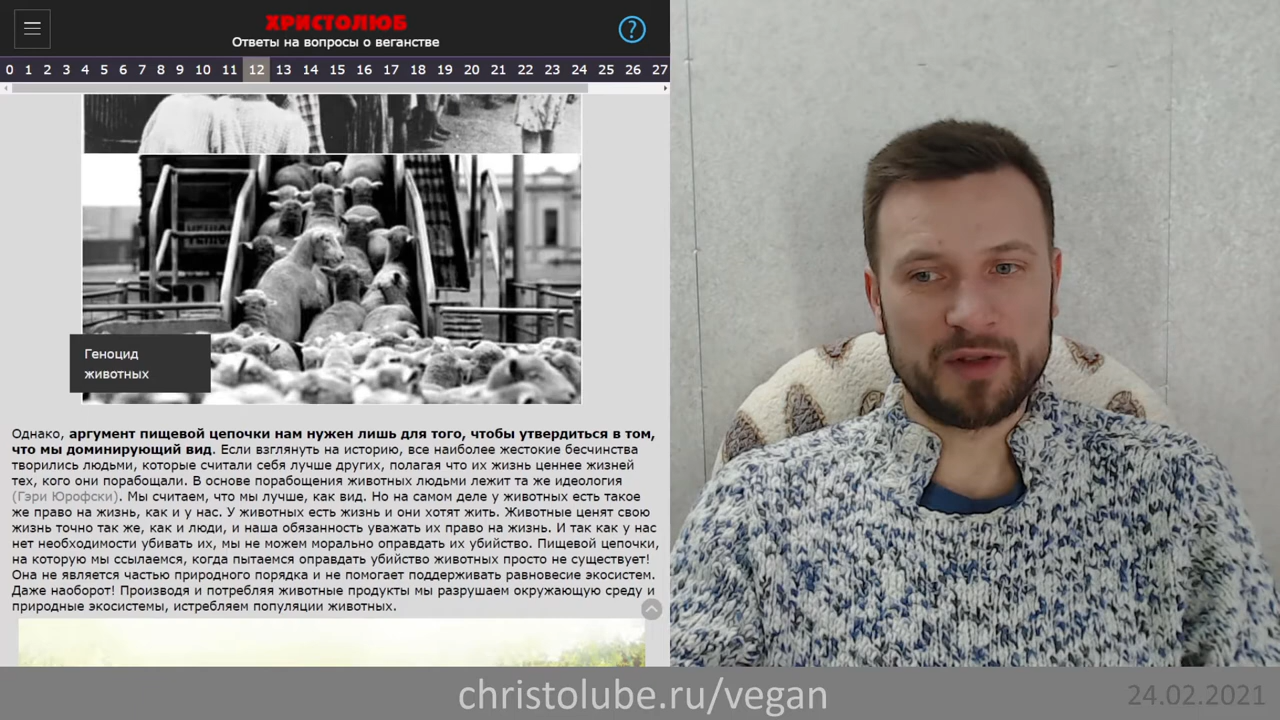 ХРИСТОЛЮБ
Ответы на вопросы о веганстве
?
0 1 2 3 4 5 6 7 8 9 10 11 12 13 14 15 16 17 18 19 20 21 22 23 24 25 26 27
Геноцид
животных
Однако, аргумент пищевой цепочки нам нужен лишь для того, чтобы утвердиться в том,
что мы доминирующий вид. Если взглянуть на историю, все наиболее жестокие бесчинства
творились людьми, которые считали себя лучше других, полагая что их жизнь ценнее жизней
тех, кого они порабощали. В основе порабощения животных людьми лежит та же идеология
(Гэри Юрофски). Мы считаем, что мы лучше, как вид. Но на самом деле у животных есть такое
же право на жизнь, как и у нас. У животных есть жизнь и они хотят жить. Животные ценят свою
жизнь точно так же, как и люди, и наша обязанность уважать их право на жизнь. И так как у нас
нет необходимости убивать их, мы не можем морально оправдать их убийство. Пищевой цепочки,
на которую мы ссылаемся, когда пытаемся оправдать убийство животных просто не существует!
Она не является частью природного порядка и не помогает поддерживать равновесие экосистем.
Даже наоборот! Производя и потребляя животные продукты мы разрушаем окружающую среду и
природные экосистемы, истребляем популяции животных.
christolube.ru/vegan
24.02.2021